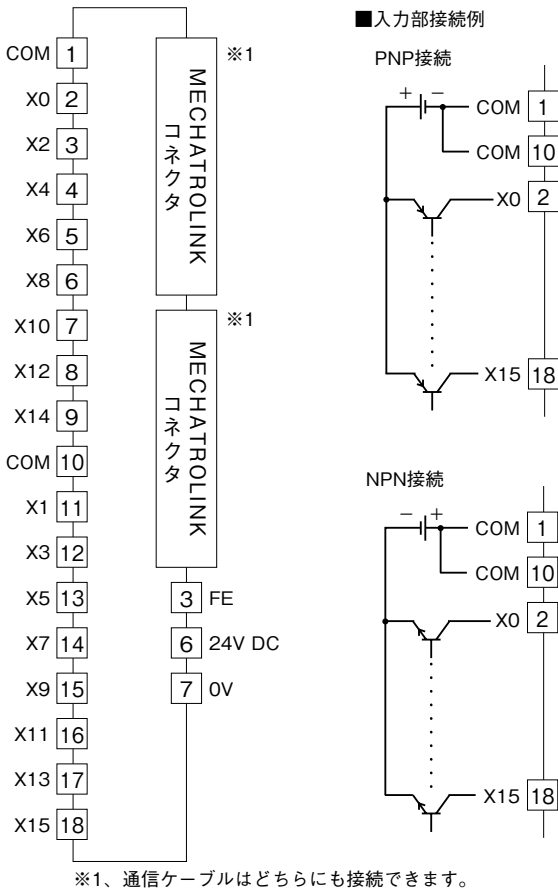 COM 1
X0 2
X2 3
X4 4
X6 5
X8 6
X10 7
X12 8
X14 9
COM 10
X1 11
X3 12
X5 13
X7 14
X9 15
X11 16
X13 17
X15 18
MECHATROLINK
コネクタ
※1
MECHATROLINK
コネクタ
※1
3 FE
6 24V DC
7 0V
■入力部接続例
PNP接続
+ −
COM 1
COM 10
X0 2
X15 18
NPN接続
− +
COM 1
COM 10
X0 2
X15 18
※1、通信ケーブルはどちらにも接続できます。